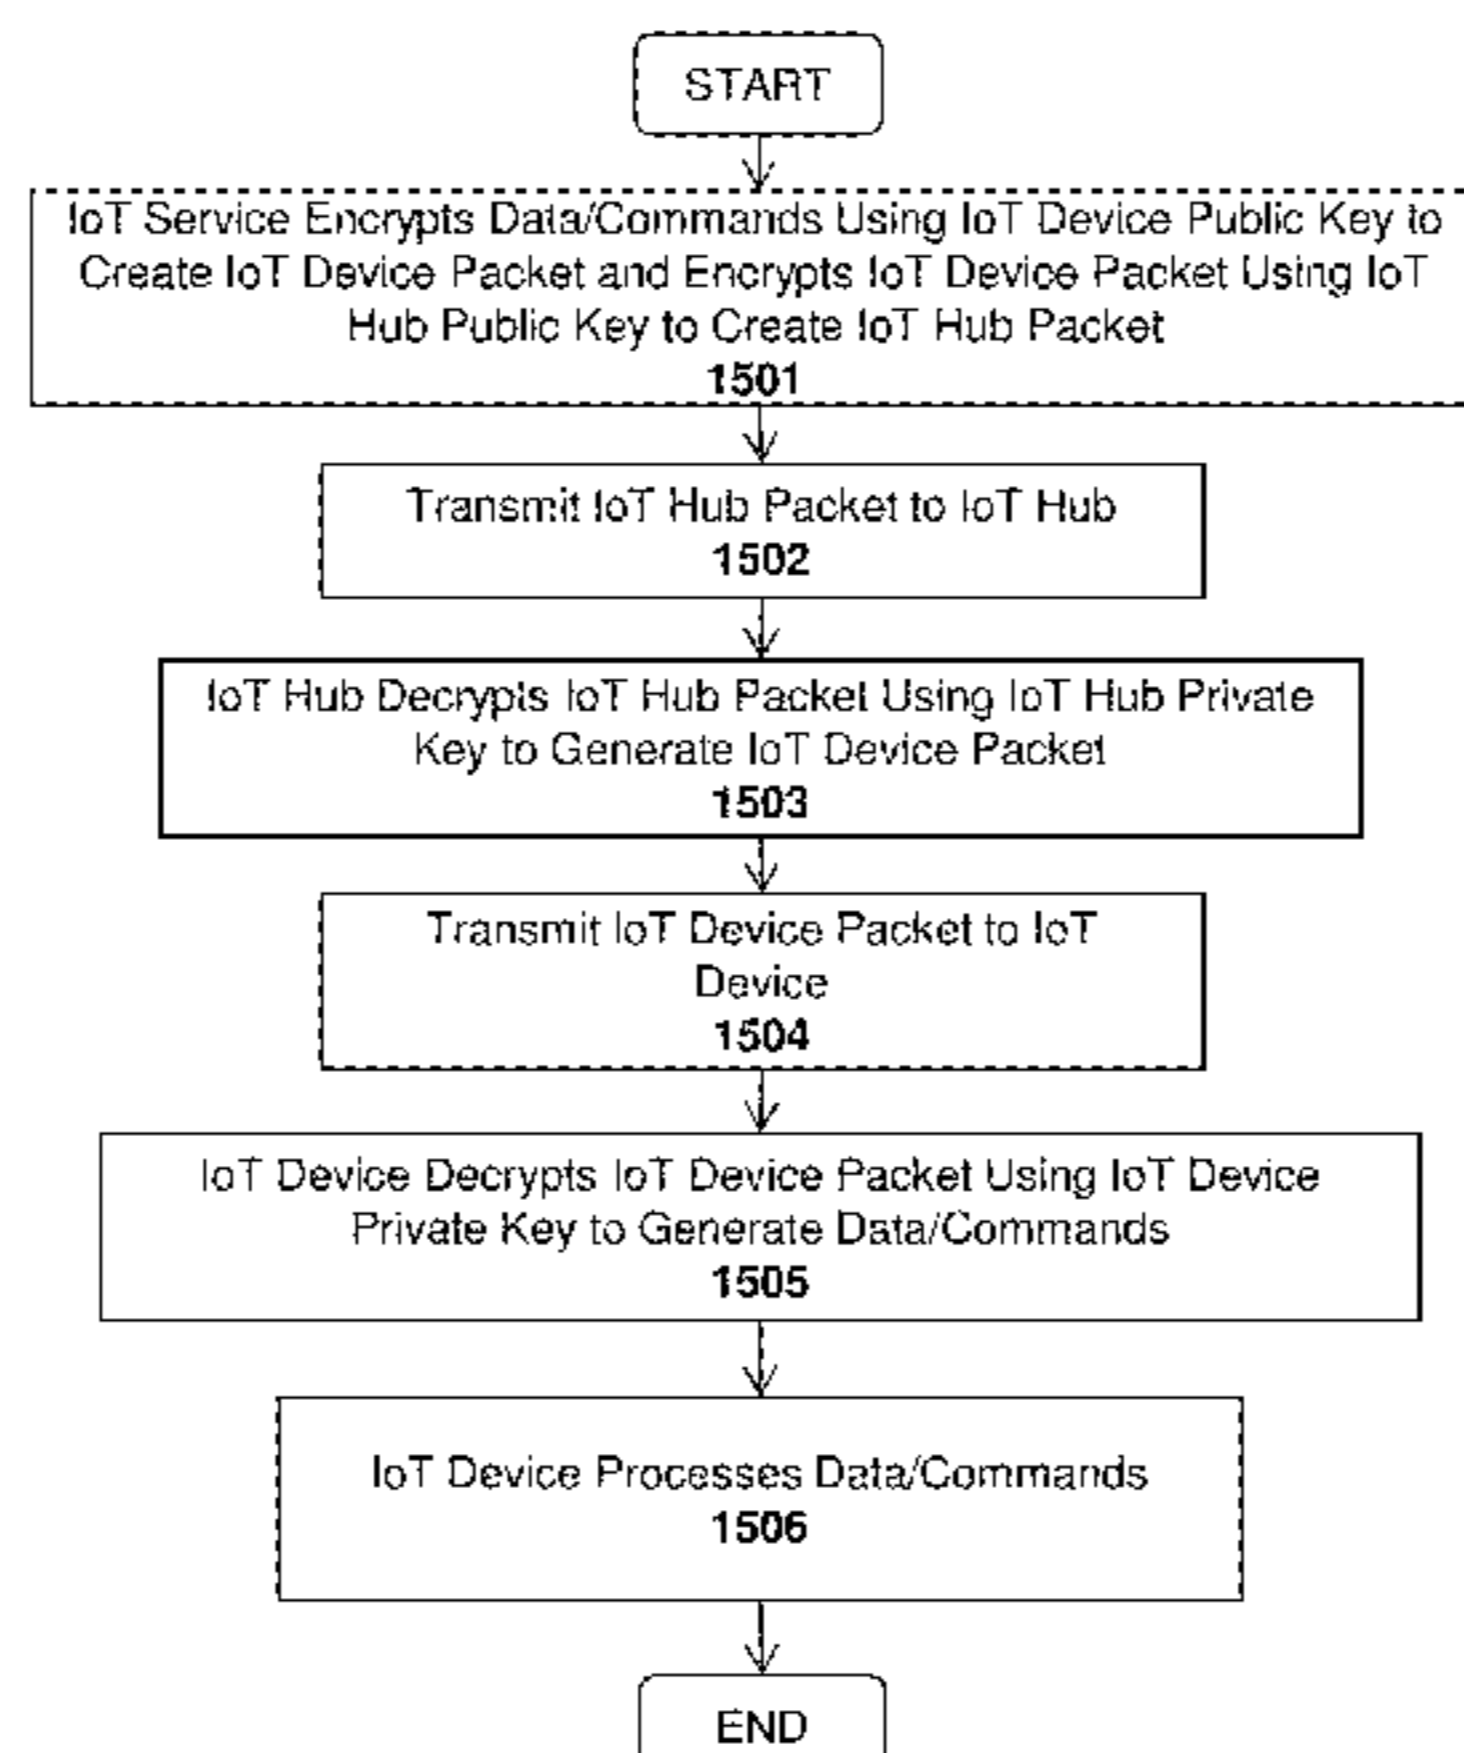 START
IoT Service Encrypts Data/Commands Using IoT Device Public Key to
Create IoT Device Packet and Encrypts IoT Device Packet Using IoT
Hub Public Key to Create IoT Hub Packet
1501
Transmit IoT Hub Packet to IoT Hub
1502
IoT Hub Decrypts IoT Hub Packet Using IoT Hub Private
Key to Generate IoT Device Packet
1503
Transmit IoT Device Packet to IoT
Device
1504
IoT Device Decrypts IoT Device Packet Using IoT Device
Private Key to Generate Data/Commands
1505
IoT Device Processes Data/Commands
1506
END